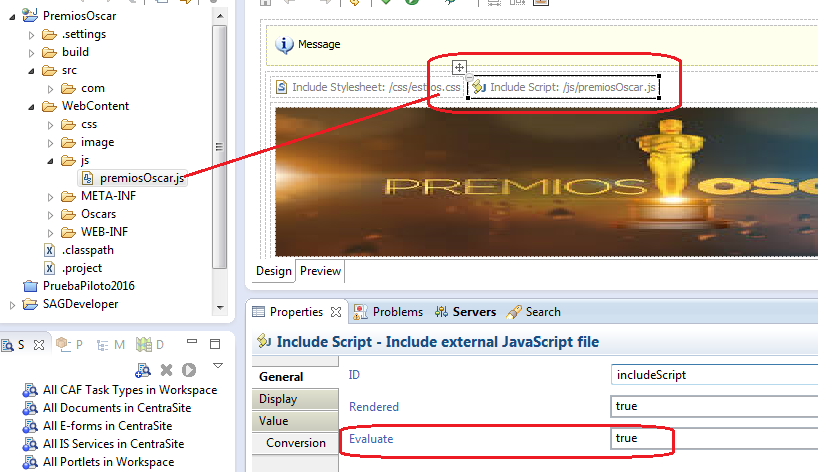 PremiosOscar
.settings
build
src
com
WebContent
css
image
js
premiosOscar.js
META-INF
Oscars
WEB-INF
.classpath
.project
PruebaPiloto2016
SAGDeveloper
S P M D
All CAF Task Types in Workspace
All Documents in CentraSite
All E-forms in CentraSite
All IS Services in CentraSite
All Portlets in Workspace
Message
Include Stylesheet: /css/estilos.css Include Script: /js/premiosOscar.js
PREMIOS OSC
Design Preview
Properties Problems Servers Search
Include Script - Include external JavaScript file
General
Display
Value
Conversion
ID includeScript
Rendered true
Evaluate true